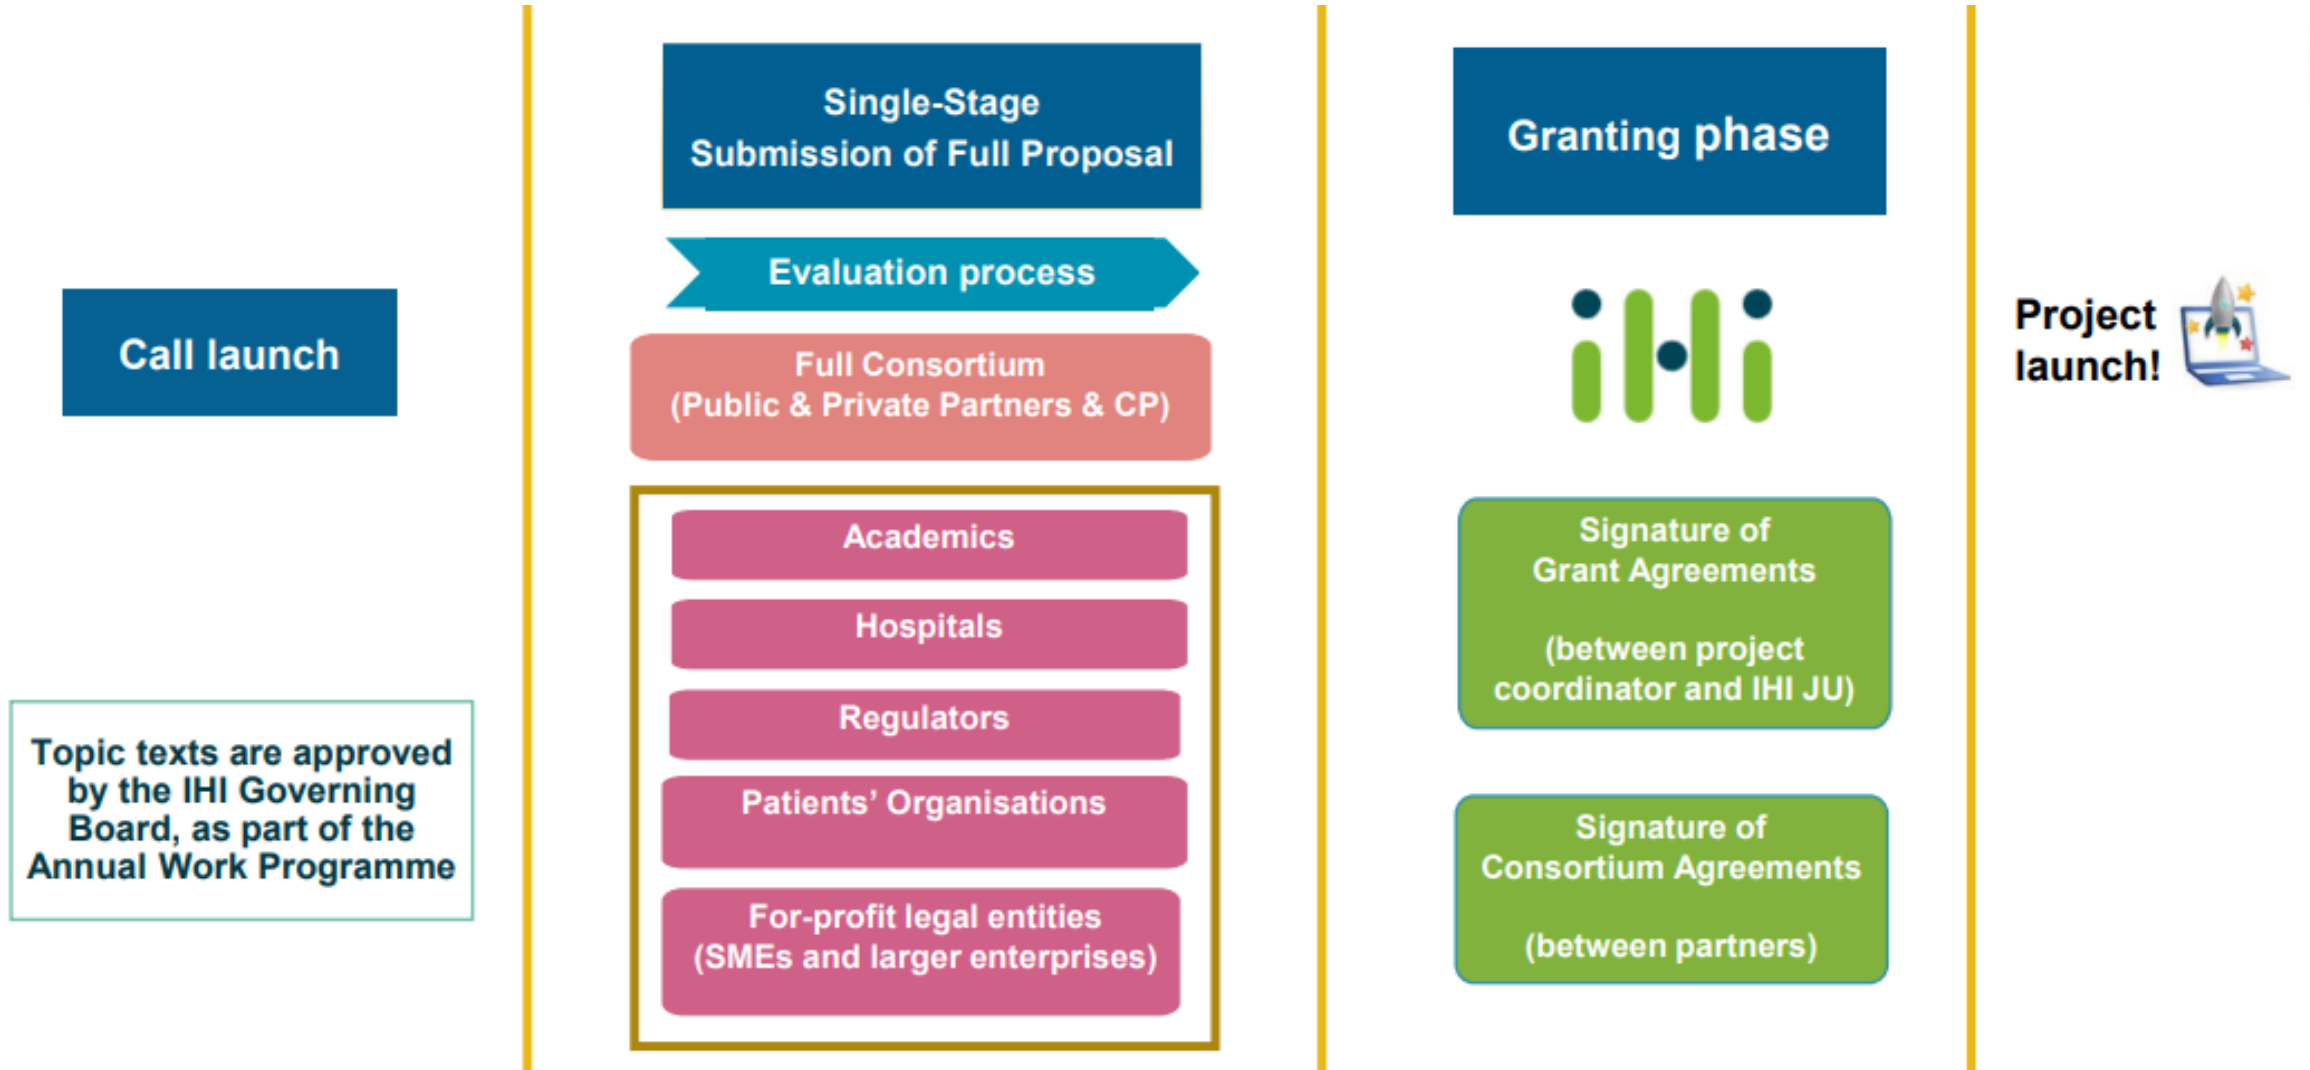 Call launch
Topic texts are approved
by the IHI Governing
Board, as part of the
Annual Work Programme
Single-Stage
Submission of Full Proposal
Evaluation process
Full Consortium
(Public & Private Partners & CP)
Academics
Hospitals
Regulators
Patients’ Organisations
For-profit legal entities
(SMEs and larger enterprises)
Granting phase
iHi
Signature of
Grant Agreements
(between project
coordinator and IHI JU)
Signature of
Consortium Agreements
(between partners)
Project
launch!